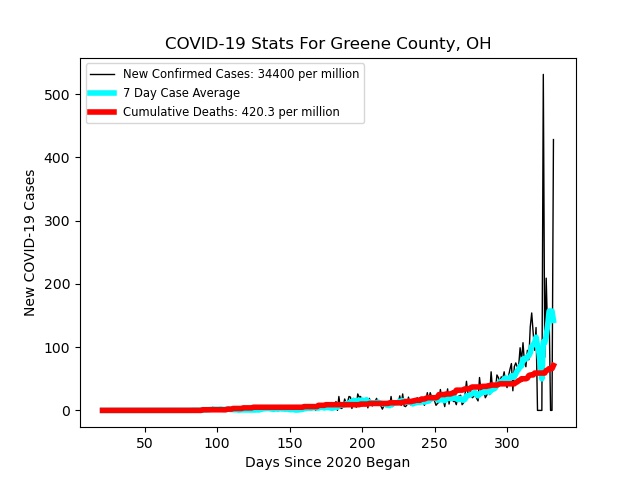 COVID-19 Stats For Greene County, OH
New Confirmed Cases: 34400 per million
7 Day Case Average
Cumulative Deaths: 420.3 per million
New COVID-19 Cases
500
400
300
200
100
0
50
100
150
200
250
300
Days Since 2020 Began